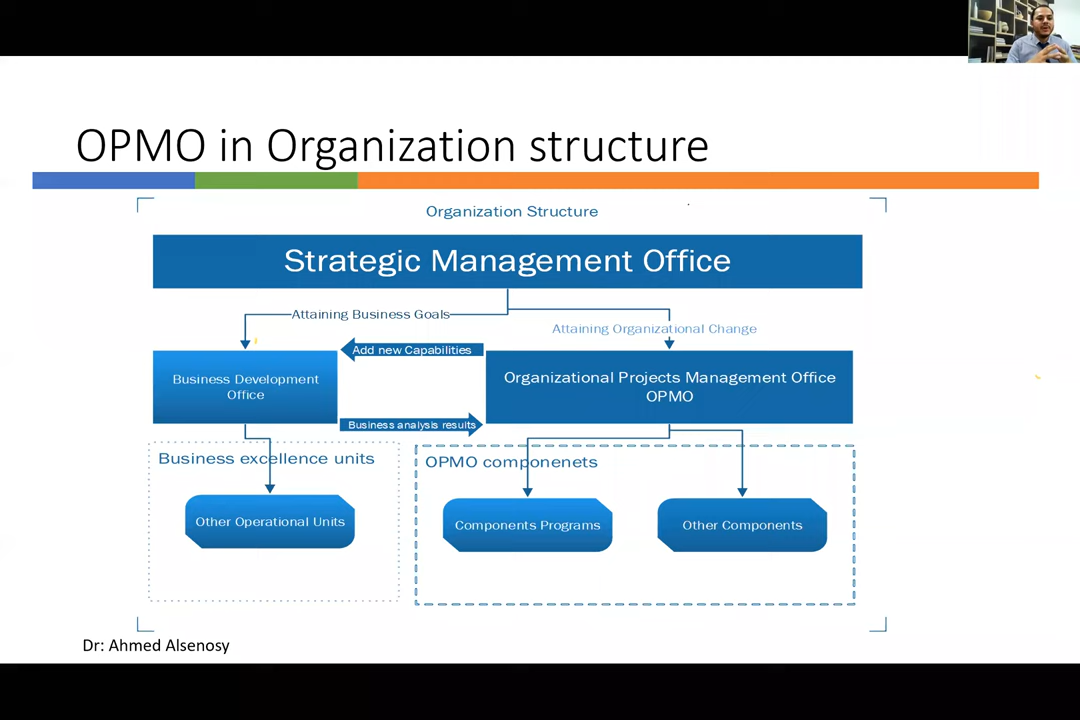 OPMO in Organization structure
Organization Structure
Strategic Management Office
Attaining Business Goals
Attaining Organizational Change
Add new Capabilities
Business Development
Office
Organizational Projects Management Office
OPMO
Business analysis results
Business excellence units
OPMO componenets
Other Operational Units
Components Programs
Other Components
Dr: Ahmed Alsenosy